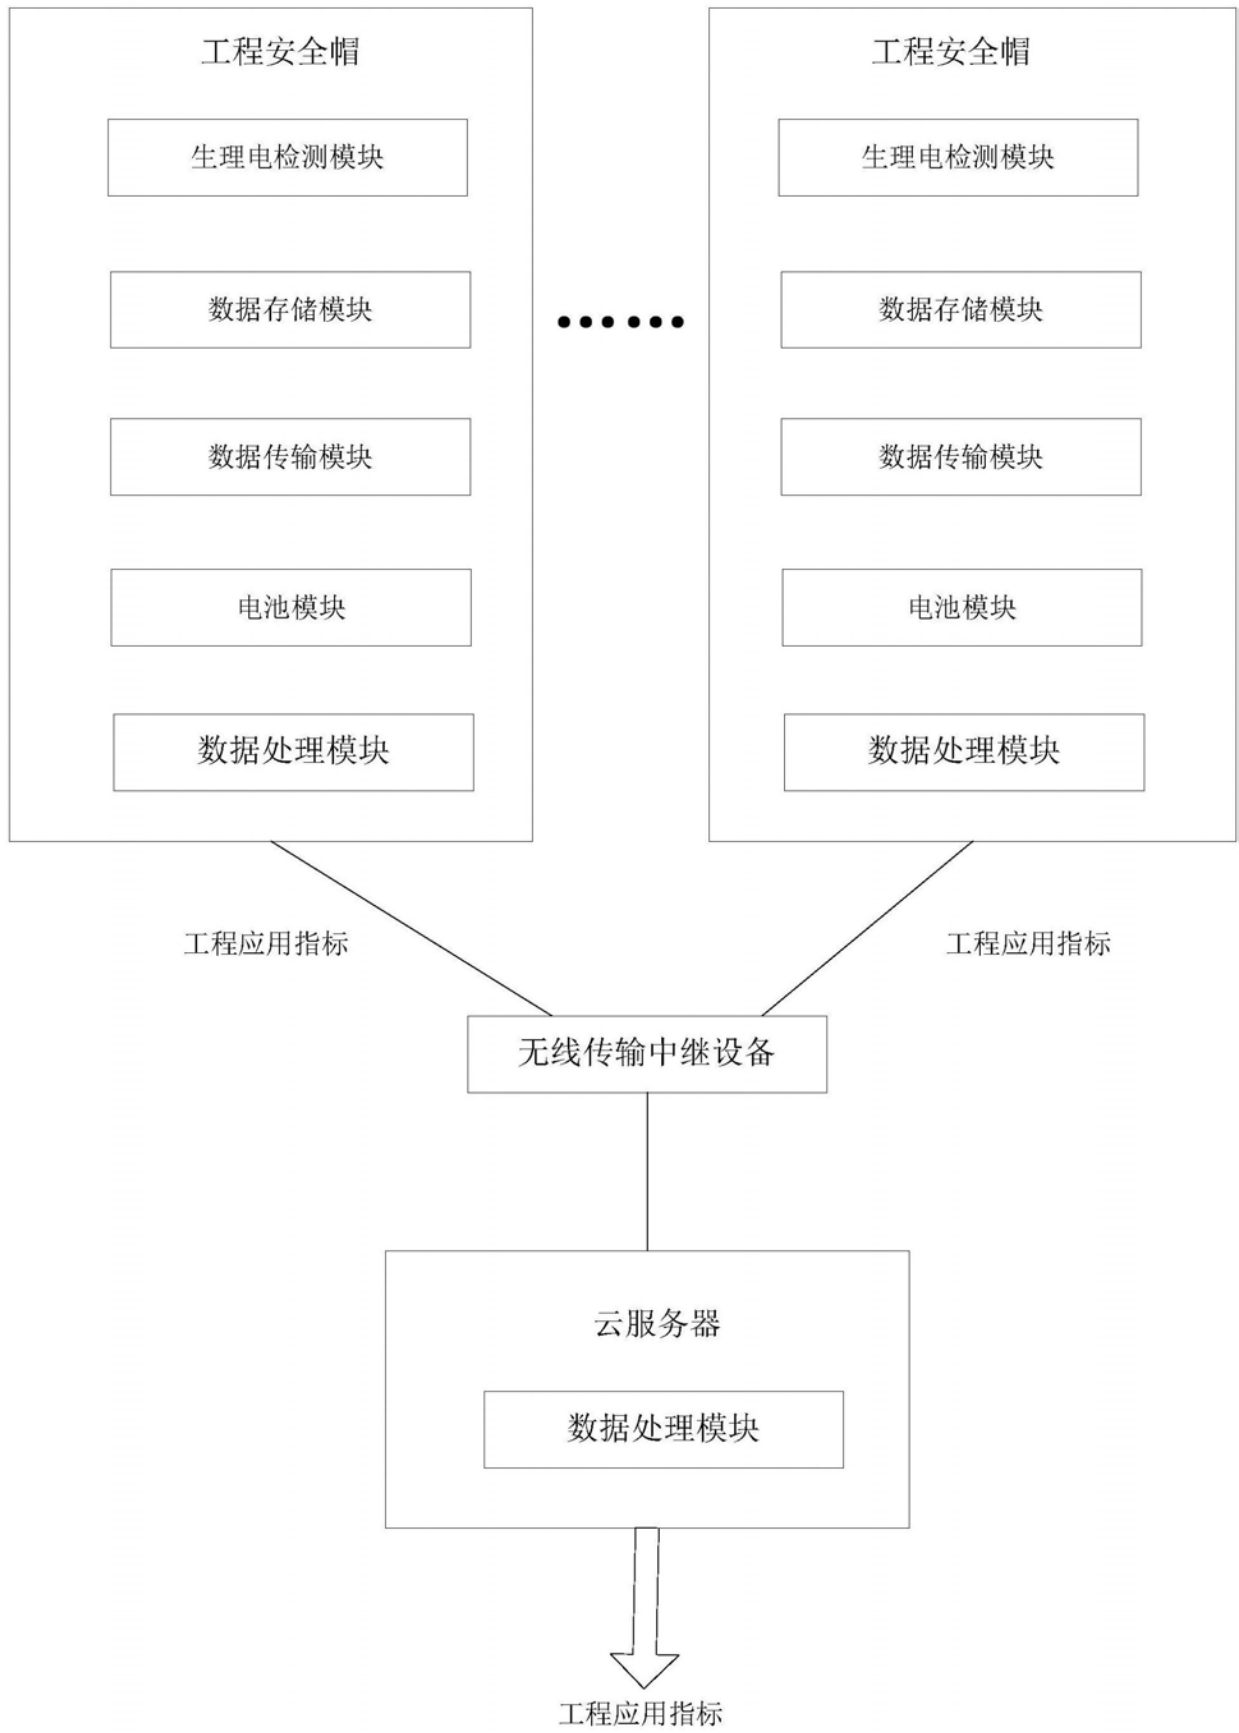 工程安全帽
生理电检测模块
数据存储模块
数据传输模块
电池模块
数据处理模块
工程安全帽
生理电检测模块
数据存储模块
数据传输模块
电池模块
数据处理模块
工程应用指标
工程应用指标
无线传输中继设备
云服务器
数据处理模块
工程应用指标